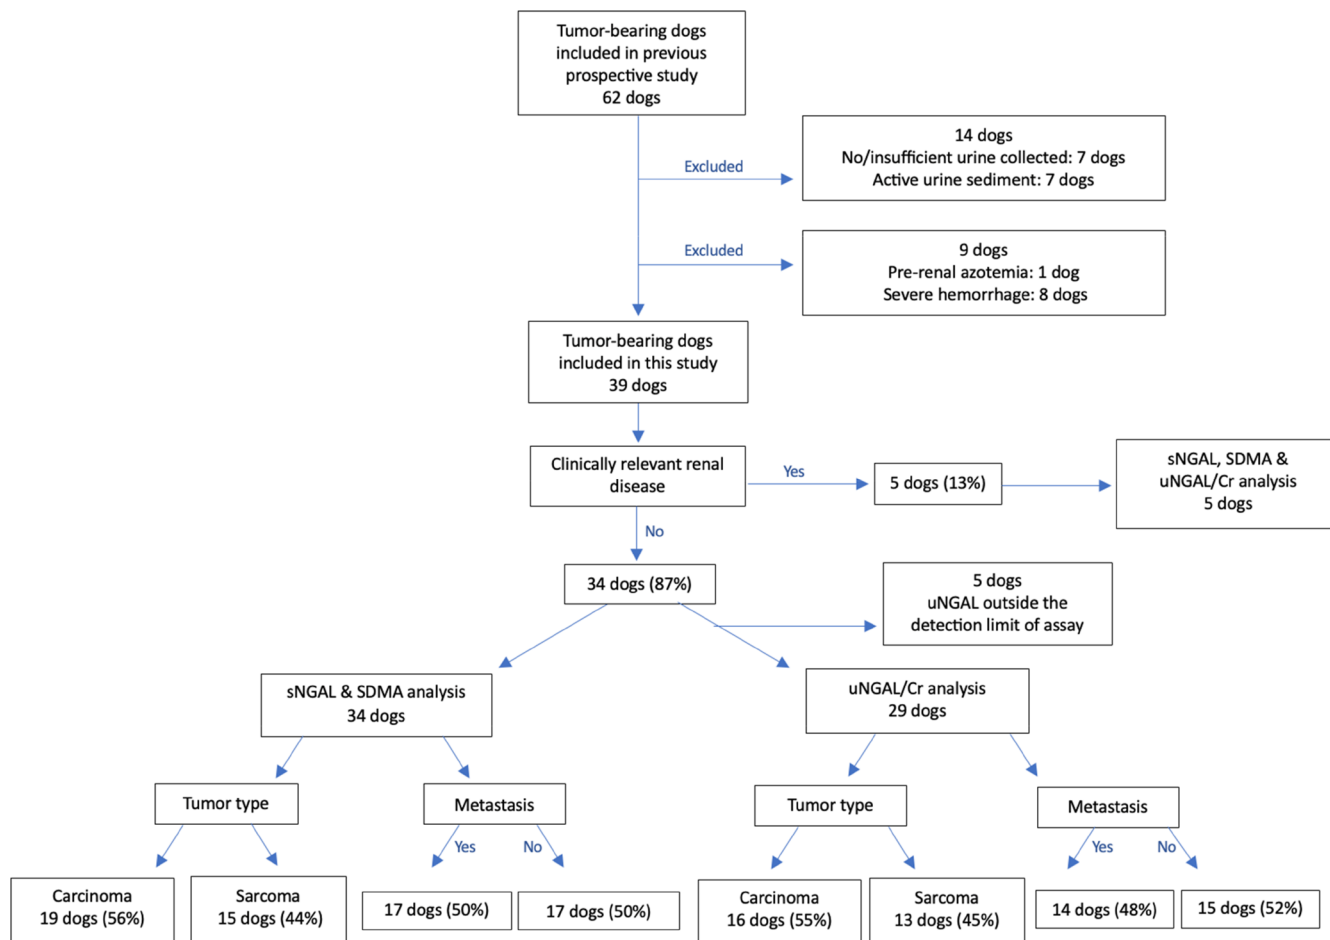 Tumor-bearing dogs
included in previous
prospective study
62 dogs
Excluded
14 dogs
No/insufficient urine collected: 7 dogs
Active urine sediment: 7 dogs
Excluded
9 dogs
Pre-renal azotemia: 1 dog
Severe hemorrhage: 8 dogs
Tumor-bearing dogs
included in this study
39 dogs
Clinically relevant renal
disease
Yes
5 dogs (13%)
sNGAL, SDMA &
uNGAL/Cr analysis
5 dogs
No
34 dogs (87%)
5 dogs
uNGAL outside the
detection limit of assay
sNGAL & SDMA analysis
34 dogs
uNGAL/Cr analysis
29 dogs
Tumor type
Metastasis
Tumor type
Metastasis
Yes
No
Yes
No
Carcinoma
19 dogs (56%)
Sarcoma
15 dogs (44%)
17 dogs (50%)
17 dogs (50%)
Carcinoma
16 dogs (55%)
Sarcoma
13 dogs (45%)
14 dogs (48%)
15 dogs (52%)